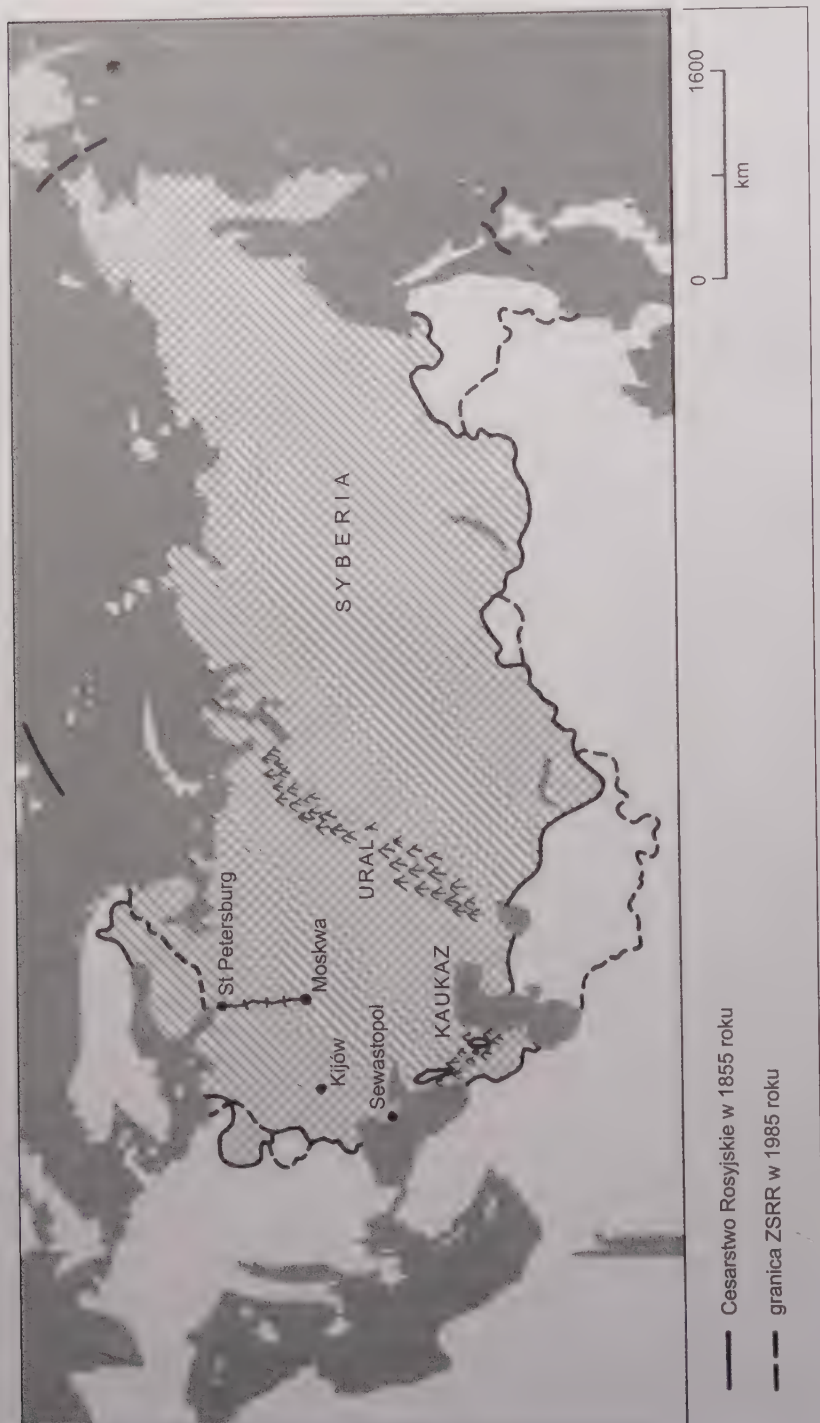 St Petersburg
Moskwa
Kijów
Sewastopol
URAL
KAUKAZ
SYBERIA
0 1600
km
Cesarstwo Rosyjskie w 1855 roku
granica ZSRR w 1985 roku